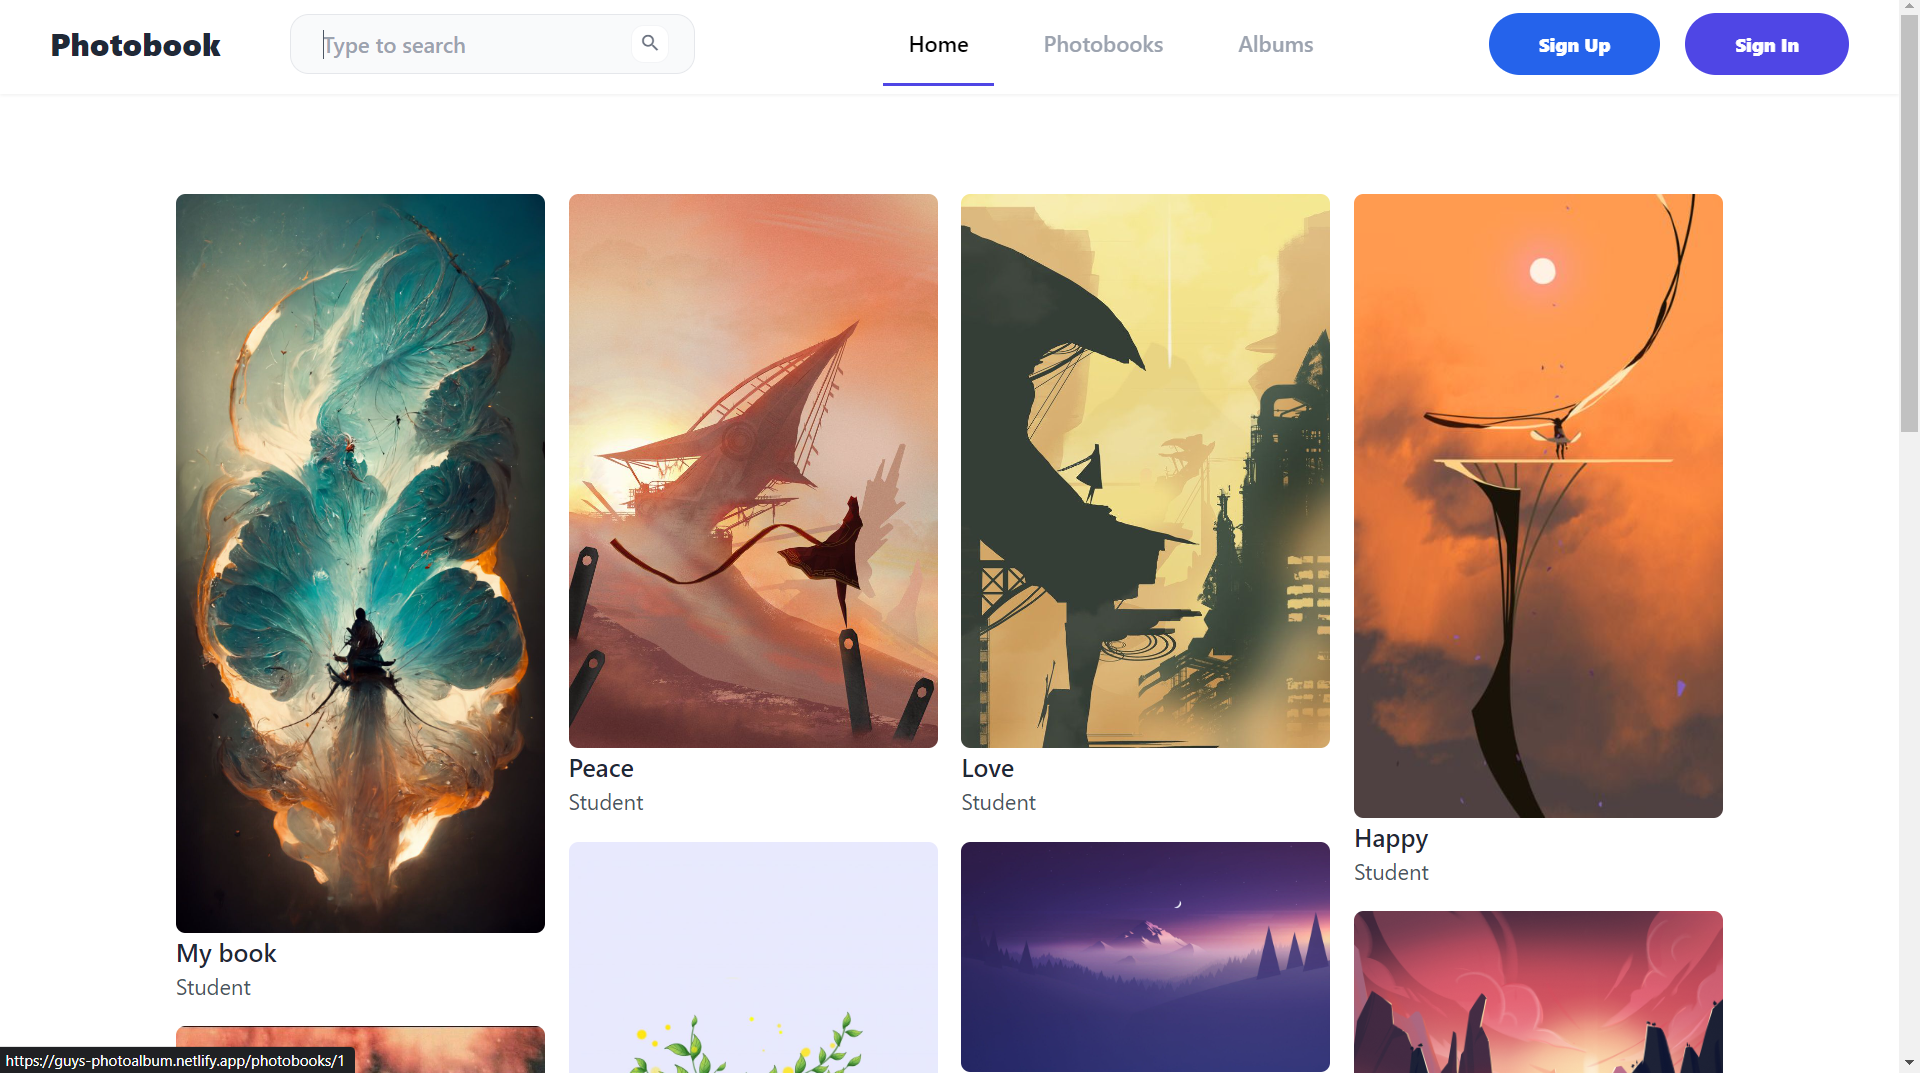 Photobook
Type to search
Home
Photobooks
Albums
Sign Up
Sign In
Peace
Student
Love
Student
Happy
Student
My book
Student
https://guys-photoalbum.netlify.app/photobooks/1